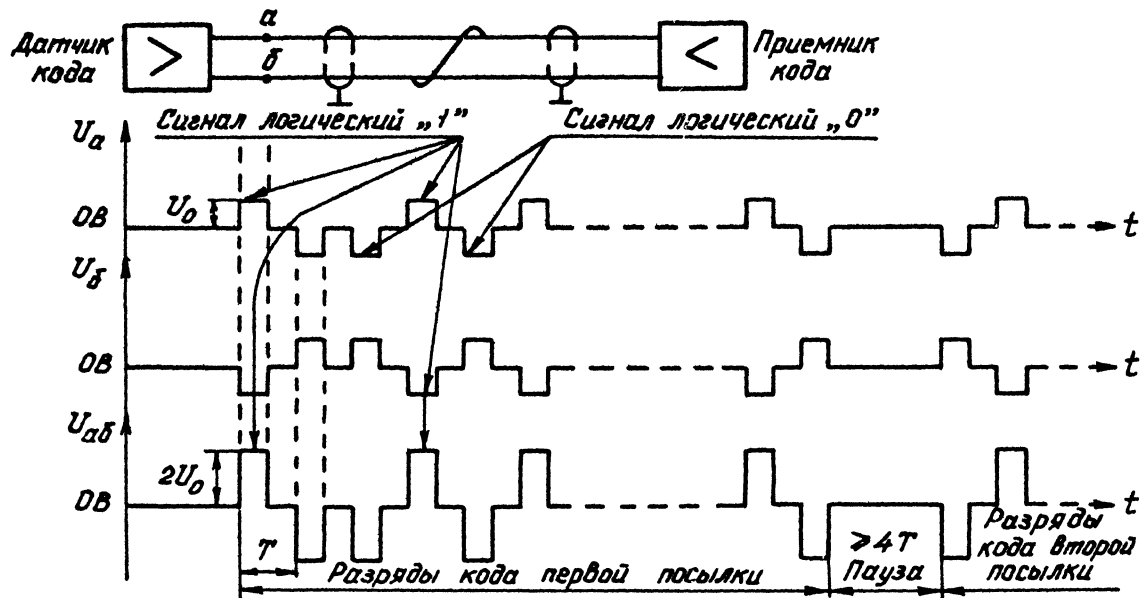 а
Датчик
кода
>
б
<
Приемник
кода
Uа
Сигнал логический „1”
Сигнал логический „0”
U₀
0В
t
Uб
0В
t
Uаб
2U₀
0В
t
T
Разряды кода первой посылки
≥4T
Пауза
Разряды
кода второй
посылки